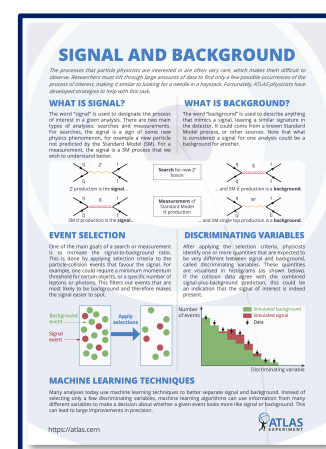 SIGNAL AND BACKGROUND
The processes that particle physicists are interested in are often very rare, which makes them difficult to
observe. Researchers must sift through large amounts of data to find only a few possible occurrences of the
process of interest, making it similar to looking for a needle in a haystack. Fortunately, ATLAS physicists have
developed strategies to help with this task.
WHAT IS SIGNAL?
The word "signal" is used to designate the process
of interest in a given analysis. There are two main
types of analyses: searches and measurements.
For searches, the signal is a sign of some new
physics phenomenon, for example a new particle
not predicted by the Standard Model (SM). For a
measurement, the signal is a SM process that we
wish to understand better.
WHAT IS BACKGROUND?
The word "background" is used to describe anything
that mimics a signal, leaving a similar signature in
the detector. It could come from a known Standard
Model process, or other sources. Note that what
is considered a signal for one analysis could be a
background for another.
Z' production is the signal...
Search for new Z'
boson
... and SM tt production is a background.
SM tt production is the signal...
Measurement of
Standard Model
tt production
... and SM single top production is a background.
EVENT SELECTION
One of the main goals of a search or measurement
is to increase the signal-to-background ratio.
This is done by applying selection criteria to the
particle-collision events that favour the signal. For
example, one could require a minimum momentum
threshold for certain objects, or a specific number of
leptons or photons. This filters out events that are
most likely to be background and therefore makes
the signal easier to spot.
DISCRIMINATING VARIABLES
After applying the selection criteria, physicists
identify one or more quantities that are expected to
be very different between signal and background,
called discriminating variables. These quantities
are visualised in histograms (as shown below).
If the collision data agree with the combined
signal-plus-background prediction, this could be
an indication that the signal of interest is indeed
present.
Background
event
Signal
event
Apply
selections
Number
of events
Simulated background
Simulated signal
Data
Discriminating variable
MACHINE LEARNING TECHNIQUES
Many analyses today use machine learning techniques to better separate signal and background. Instead of
selecting only a few discriminating variables, machine learning algorithms can use information from many
different variables to make a decision about whether a given event looks more like signal or background. This
can lead to large improvements in precision.
https://atlas.cern
ATLAS
EXPERIMENT